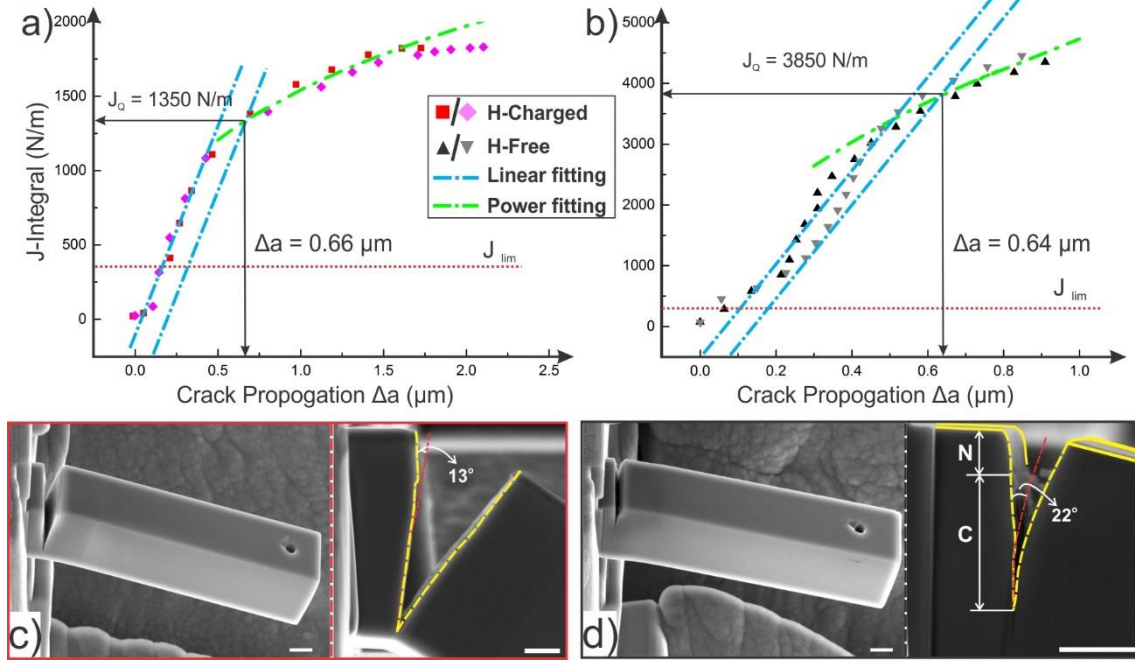 a)
2000
1500
1000
500
0
J-Integral (N/m)
J_Q = 1350 N/m
Δa = 0.66 µm
J lim
0.0 0.5 1.0 1.5 2.0 2.5
Crack Propogation Δa (µm)
H-Charged
H-Free
Linear fitting
Power fitting
b)
5000
4000
3000
2000
1000
0
J_Q = 3850 N/m
Δa = 0.64 µm
J lim
0.0 0.2 0.4 0.6 0.8 1.0
Crack Propogation Δa (µm)
c)
13°
d)
N
C
22°